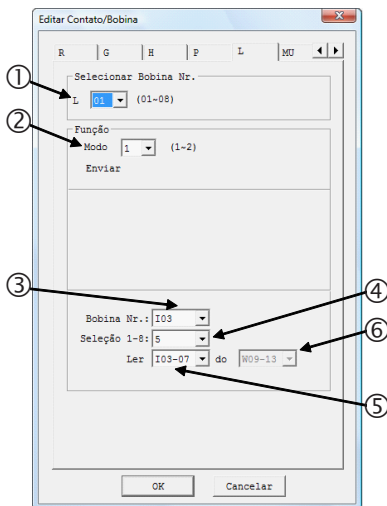 Editar Contato/Bobina
R G H P L MU
①
Selecionar Bobina Nr.
L 01 (01~08)
②
Função
Modo 1 (1~2)
Enviar
③
④
Bobina Nr.: I03
⑥
Seleção 1-8: 5
Ler I03-07 do W09-13
⑤
OK Cancelar